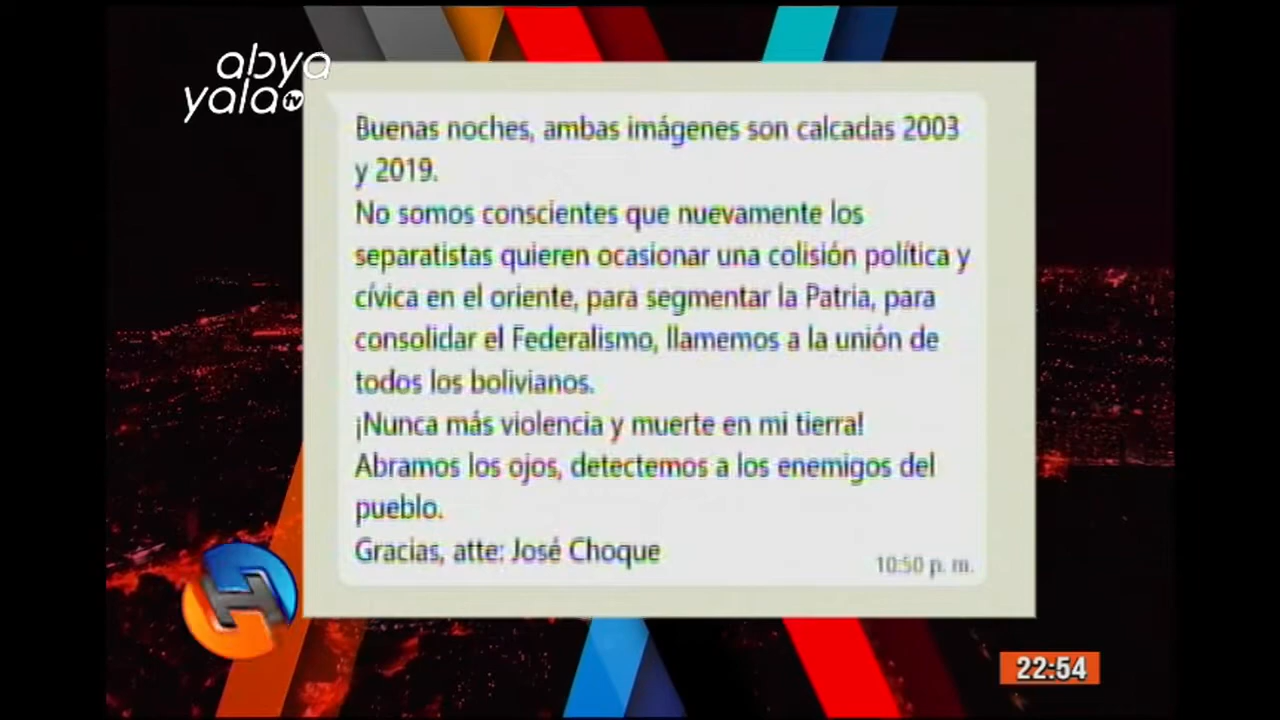 abya
yala tv
Buenas noches, ambas imágenes son calcadas 2003
y 2019.
No somos conscientes que nuevamente los
separatistas quieren ocasionar una colisión política y
cívica en el oriente, para segmentar la Patria, para
consolidar el Federalismo, llamemos a la unión de
todos los bolivianos.
¡Nunca más violencia y muerte en mi tierra!
Abramos los ojos, detectemos a los enemigos del
pueblo.
Gracias, atte: José Choque
10:50 p. m.
H
22:54